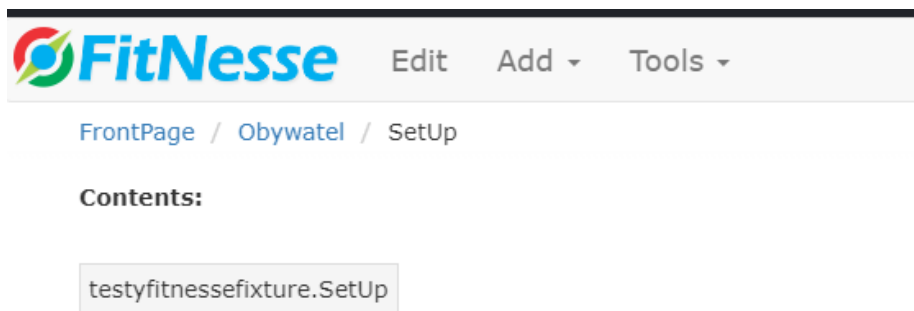 FitNesse Edit Add Tools
FrontPage / Obywatel / SetUp
Contents:
testyfitnessefixture.SetUp